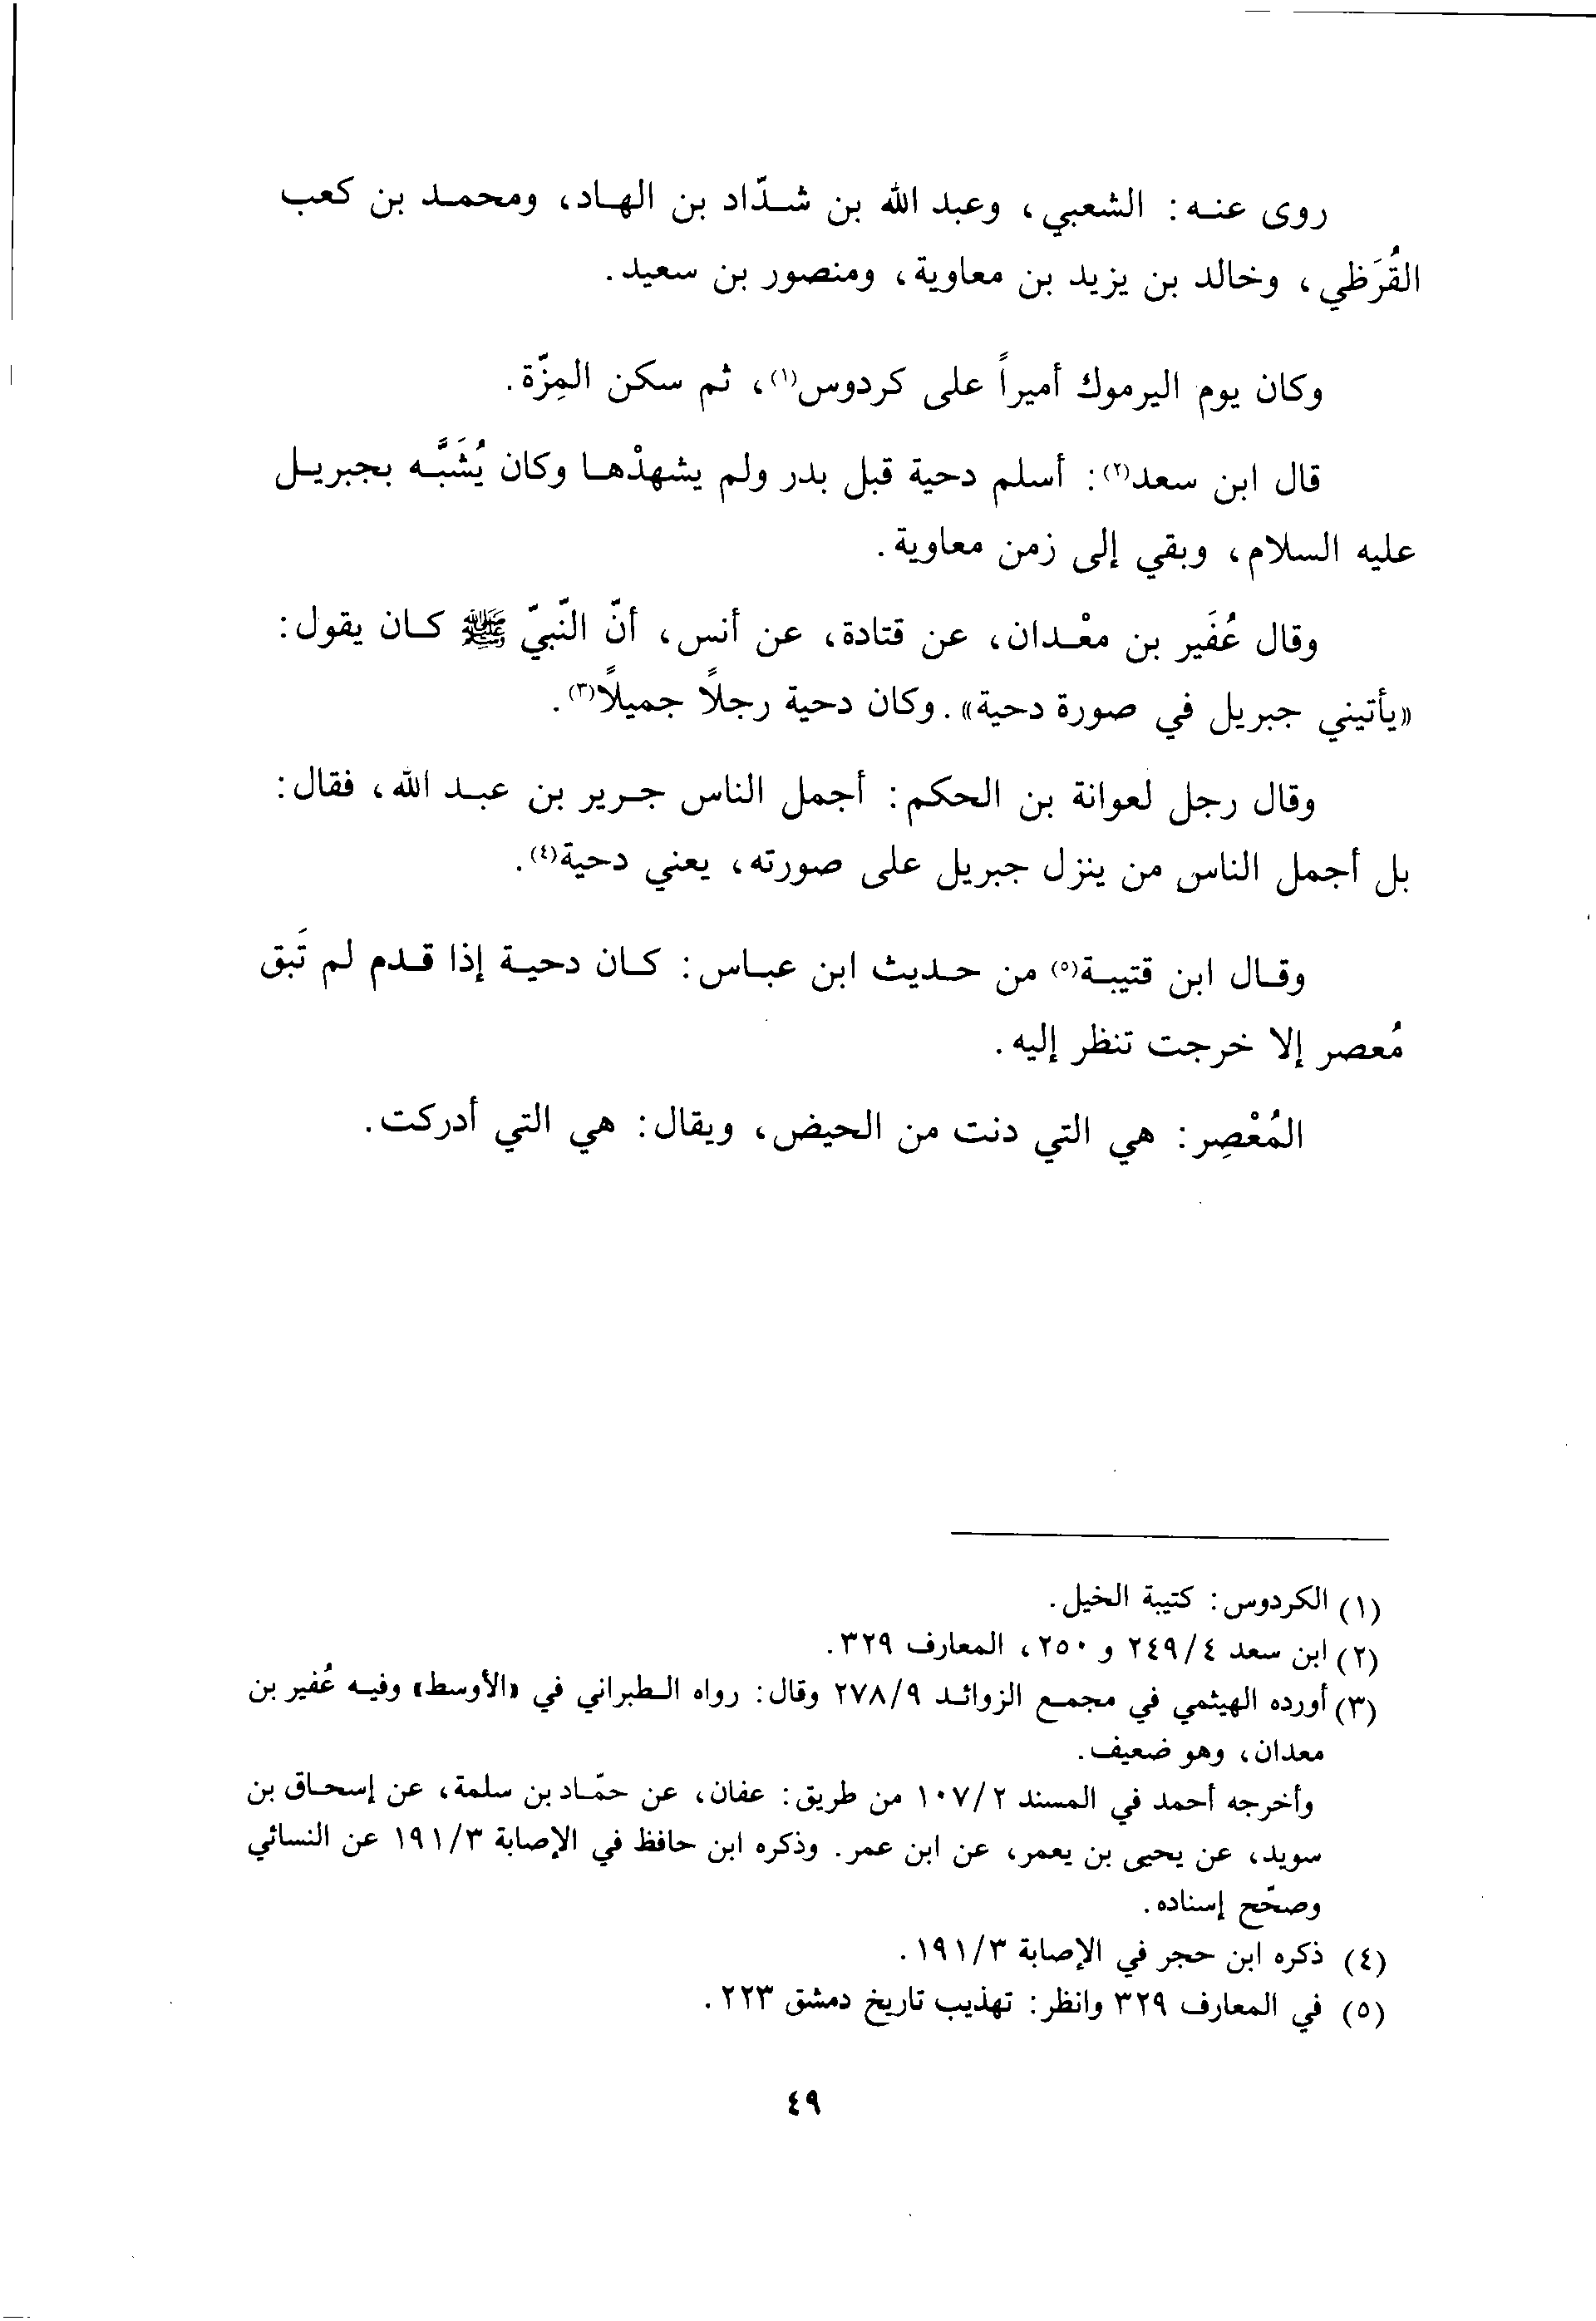 روى عنه: الشعبي، وعبد الله بن شدّاد بن الهاد، ومحمد بن كعب
القُرَظي، وخالد بن يزيد بن معاوية، ومنصور بن سعيد.
وكان يوم اليرموك أميراً على كردوس(١)، ثم سكن المِزّة.
قال ابن سعد(٢): أسلم دحية قبل بدر ولم يشهدْها وكان يُشَبَّه بجبريل
عليه السلام، وبقي إلى زمن معاوية.
وقال عُفَير بن معْدان، عن قتادة، عن أنس، أنّ النّبيّ ﷺ كان يقول:
«يأتيني جبريل في صورة دحية». وكان دحية رجلاً جميلاً(٣).
وقال رجل لعوانة بن الحكم: أجمل الناس جرير بن عبد الله، فقال:
بل أجمل الناس من ينزل جبريل على صورته، يعني دحية(٤).
وقال ابن قتيبة(٥) من حديث ابن عباس: كان دحية إذا قدم لم تَبق
مُعصر إلا خرجت تنظر إليه.
المُعْصِر: هي التي دنت من الحيض، ويقال: هي التي أدركت.
(١) الكردوس: كتيبة الخيل.
(٢) ابن سعد ٢٤٩/٤ و ٢٥٠، المعارف ٣٢٩.
(٣) أورده الهيثمي في مجمع الزوائد ٢٧٨/٩ وقال: رواه الطبراني في «الأوسط» وفيه عُفير بن
معدان، وهو ضعيف.
وأخرجه أحمد في المسند ١٠٧/٢ من طريق: عفان، عن حمّاد بن سلمة، عن إسحاق بن
سويد، عن يحيى بن يعمر، عن ابن عمر. وذكره ابن حافظ في الإصابة ١٩١/٣ عن النسائي
وصحّح إسناده.
(٤) ذكره ابن حجر في الإصابة ١٩١/٣.
(٥) في المعارف ٣٢٩ وانظر: تهذيب تاريخ دمشق ٢٢٣.
٤٩